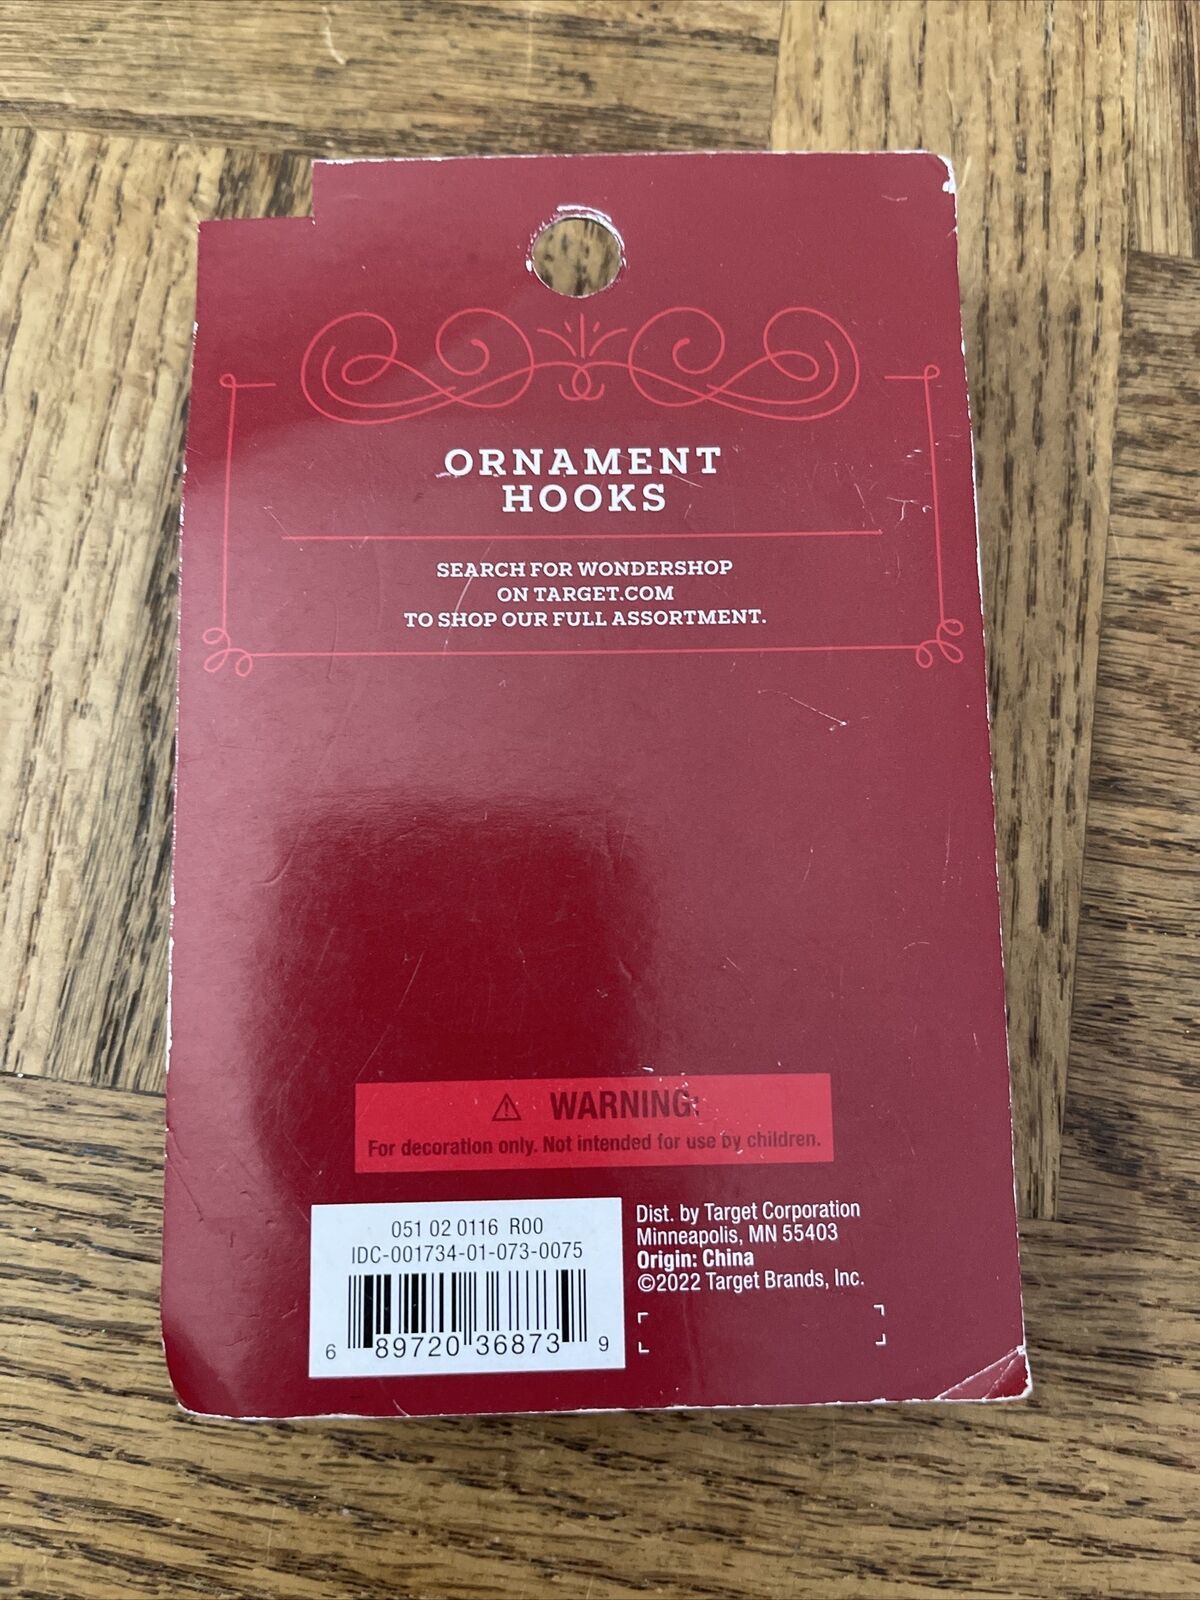 ORNAMENT
HOOKS
SEARCH FOR WONDERSHOP
ON TARGET.COM
TO SHOP OUR FULL ASSORTMENT.
⚠ WARNING:
For decoration only. Not intended for use by children.
051 02 0116 R00
IDC-001734-01-073-0075
6 89720 36873 9
Dist. by Target Corporation
Minneapolis, MN 55403
Origin: China
©2022 Target Brands, Inc.